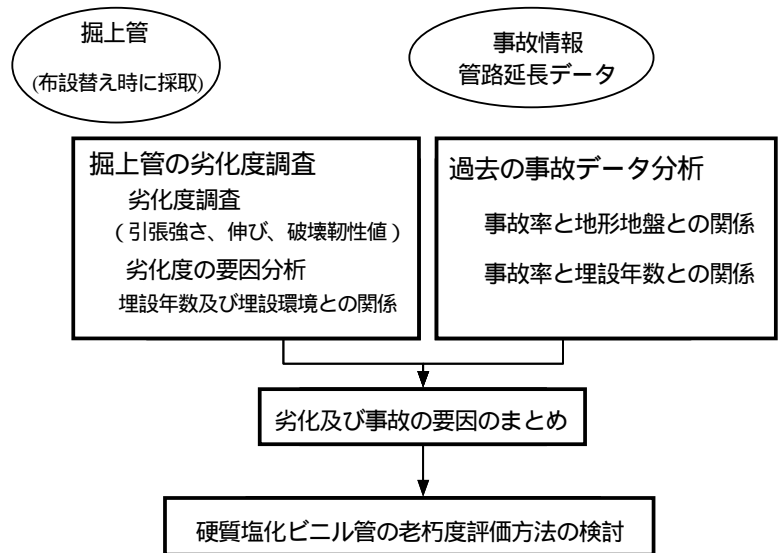 掘上管
(布設替え時に採取)
事故情報
管路延長データ
掘上管の劣化度調査
劣化度調査
（引張強さ、伸び、破壊靭性値）
劣化度の要因分析
埋設年数及び埋設環境との関係
過去の事故データ分析
事故率と地形地盤との関係
事故率と埋設年数との関係
劣化及び事故の要因のまとめ
硬質塩化ビニル管の老朽度評価方法の検討